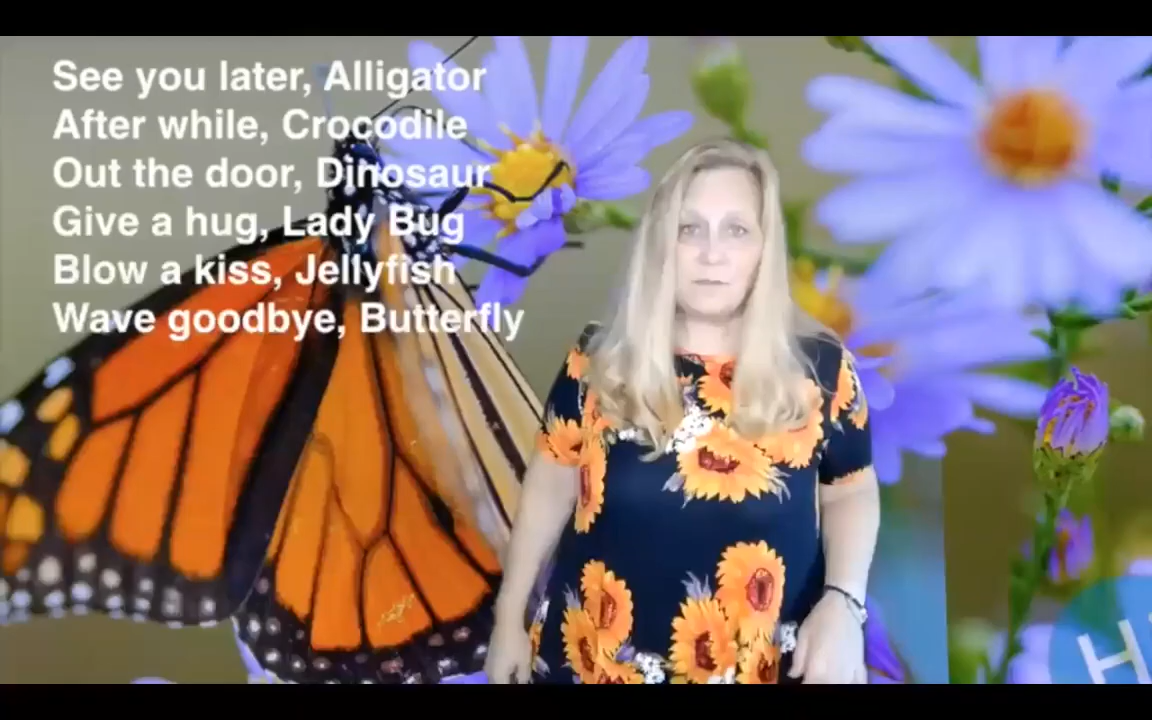 See you later, Alligator
After while, Crocodile
Out the door, Dinosaur
Give a hug, Lady Bug
Blow a kiss, Jellyfish
Wave goodbye, Butterfly